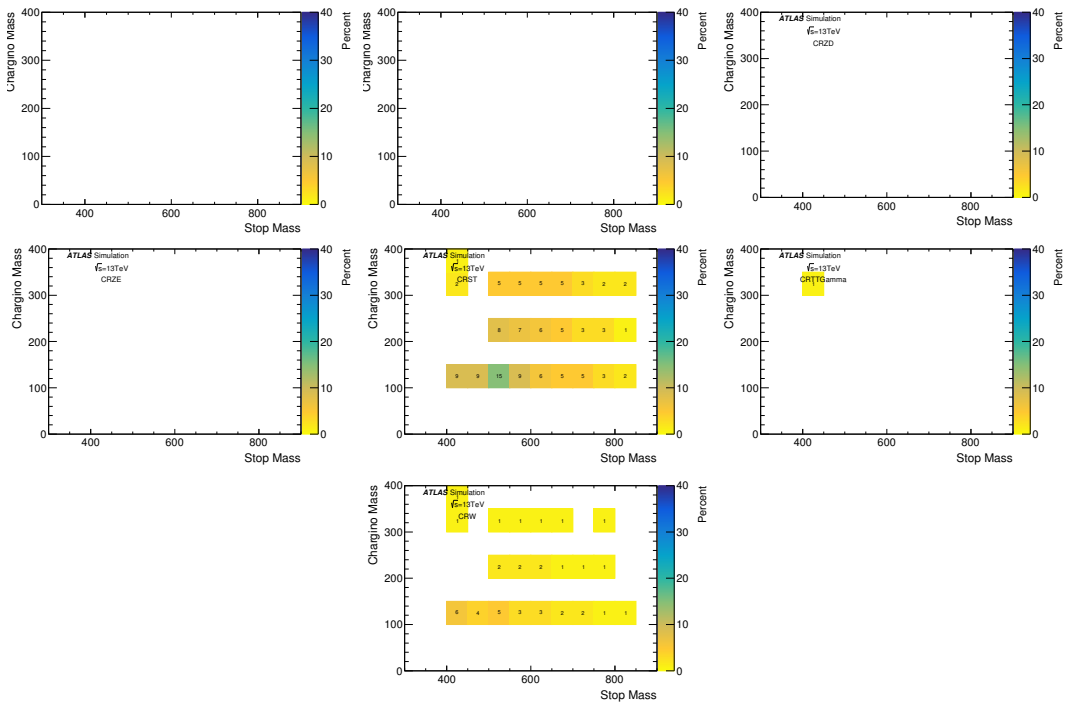 Chargino Mass
400
300
200
100
0
400 600 800
Stop Mass
40
30
20
10
0
Percent
Chargino Mass
400
300
200
100
0
400 600 800
Stop Mass
40
30
20
10
0
Percent
Chargino Mass
400
300
200
100
0
400 600 800
Stop Mass
40
30
20
10
0
Percent
ATLAS Simulation
√s=13TeV
CRZD
Chargino Mass
400
300
200
100
0
400 600 800
Stop Mass
40
30
20
10
0
Percent
ATLAS Simulation
√s=13TeV
CRZE
Chargino Mass
400
300
200
100
0
400 600 800
Stop Mass
40
30
20
10
0
Percent
ATLAS Simulation
√s=13TeV
CRST
2 5 5 5 5 3 2 2
8 7 6 5 3 3 1
9 9 15 9 6 5 5 3 2
Chargino Mass
400
300
200
100
0
400 600 800
Stop Mass
40
30
20
10
0
Percent
ATLAS Simulation
√s=13TeV
CRTTGamma
1
Chargino Mass
400
300
200
100
0
400 600 800
Stop Mass
40
30
20
10
0
Percent
ATLAS Simulation
√s=13TeV
CRW
1 1 1 1 1 1
2 2 2 1 1 1
6 4 5 3 3 2 2 1 1